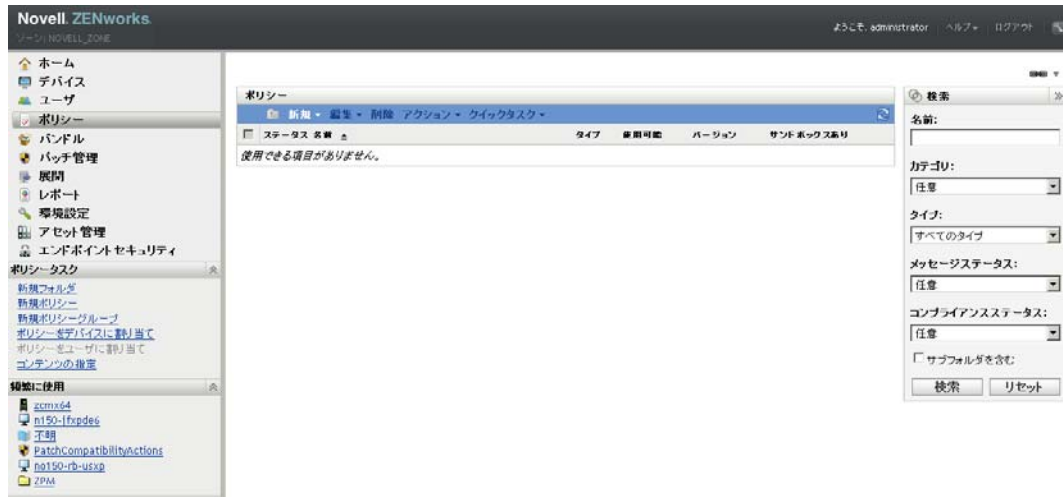 Novell. ZENworks.
ゾーン: NOVELL_ZONE
ようこそ, administrator ヘルプ ログアウト
ホーム
デバイス
ユーザ
ポリシー
バンドル
パッチ管理
展開
レポート
環境設定
アセット管理
エンドポイントセキュリティ
ポリシータスク
新規フォルダ
新規ポリシー
新規ポリシーグループ
ポリシーをデバイスに割り当て
ポリシーをユーザに割り当て
コンテンツの指定
頻繁に使用
zcmx64
n150-jfxpde6
不明
PatchCompatibilityActions
no150-rb-usxp
ZPM
ポリシー
新規 編集 削除 アクション クイックタスク
ステータス 名前 タイプ 使用可能 バージョン サンドボックスあり
使用できる項目がありません。
検索
名前:
カテゴリ:
任意
タイプ:
すべてのタイプ
メッセージステータス:
任意
コンプライアンスステータス:
任意
サブフォルダを含む
検索 リセット